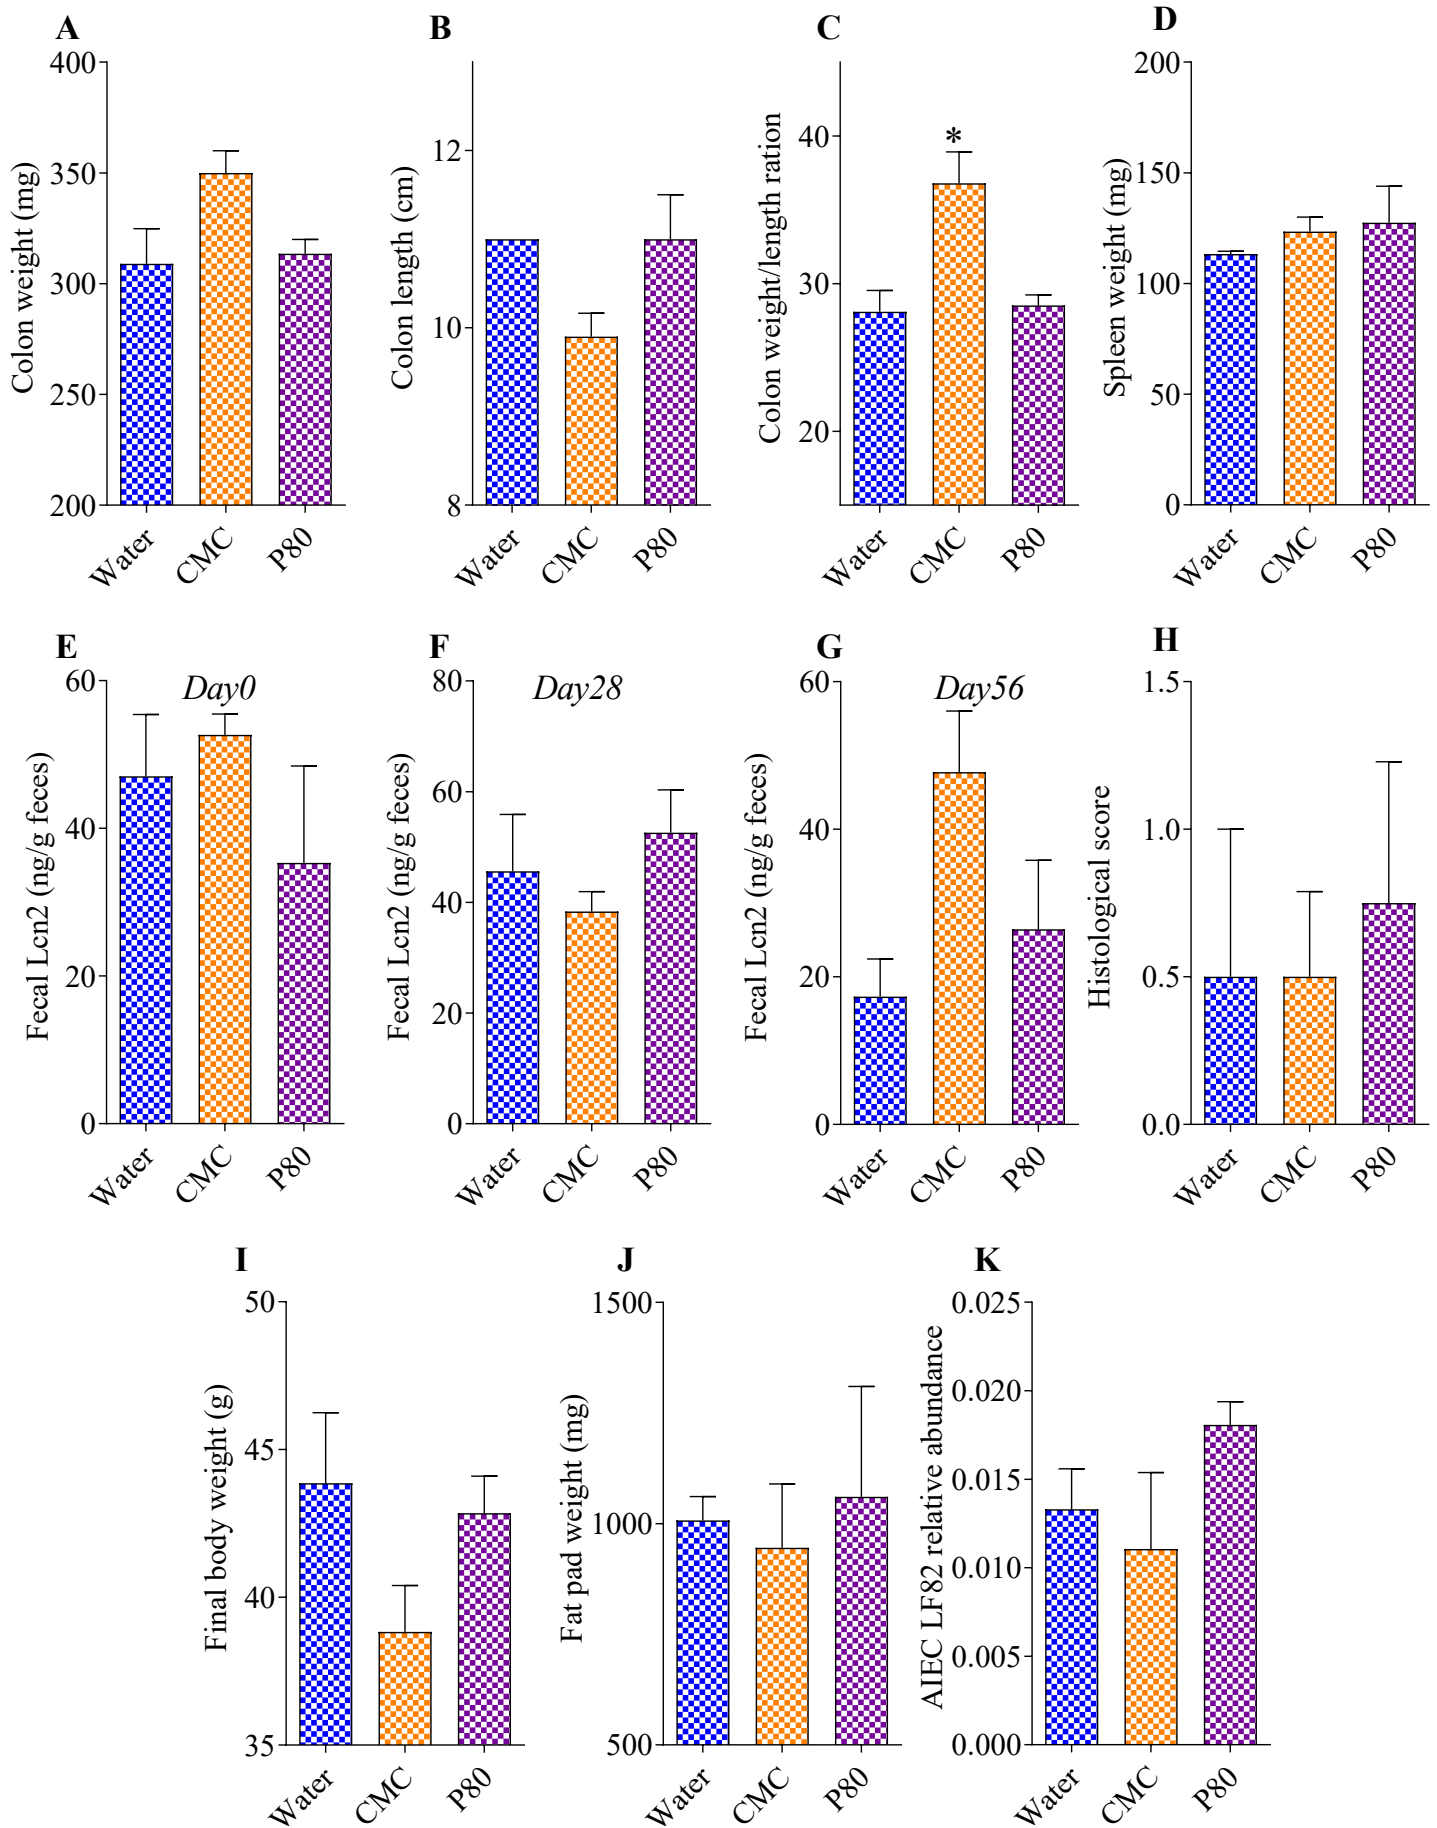 A
Colon weight (mg)
400
350
300
250
200
Water
CMC
P80
B
Colon length (cm)
12
10
8
Water
CMC
P80
C
Colon weight/length ration
40
30
20
*
Water
CMC
P80
D
Spleen weight (mg)
200
150
100
50
0
Water
CMC
P80
E
Day0
Fecal Lcn2 (ng/g feces)
60
40
20
0
Water
CMC
P80
F
Day28
Fecal Lcn2 (ng/g feces)
80
60
40
20
0
Water
CMC
P80
G
Day56
Fecal Lcn2 (ng/g feces)
60
40
20
0
Water
CMC
P80
H
Histological score
1.5
1.0
0.5
0.0
Water
CMC
P80
I
Final body weight (g)
50
45
40
35
Water
CMC
P80
J
Fat pad weight (mg)
1500
1000
500
Water
CMC
P80
K
AIEC LF82 relative abundance
0.025
0.020
0.015
0.010
0.005
0.000
Water
CMC
P80